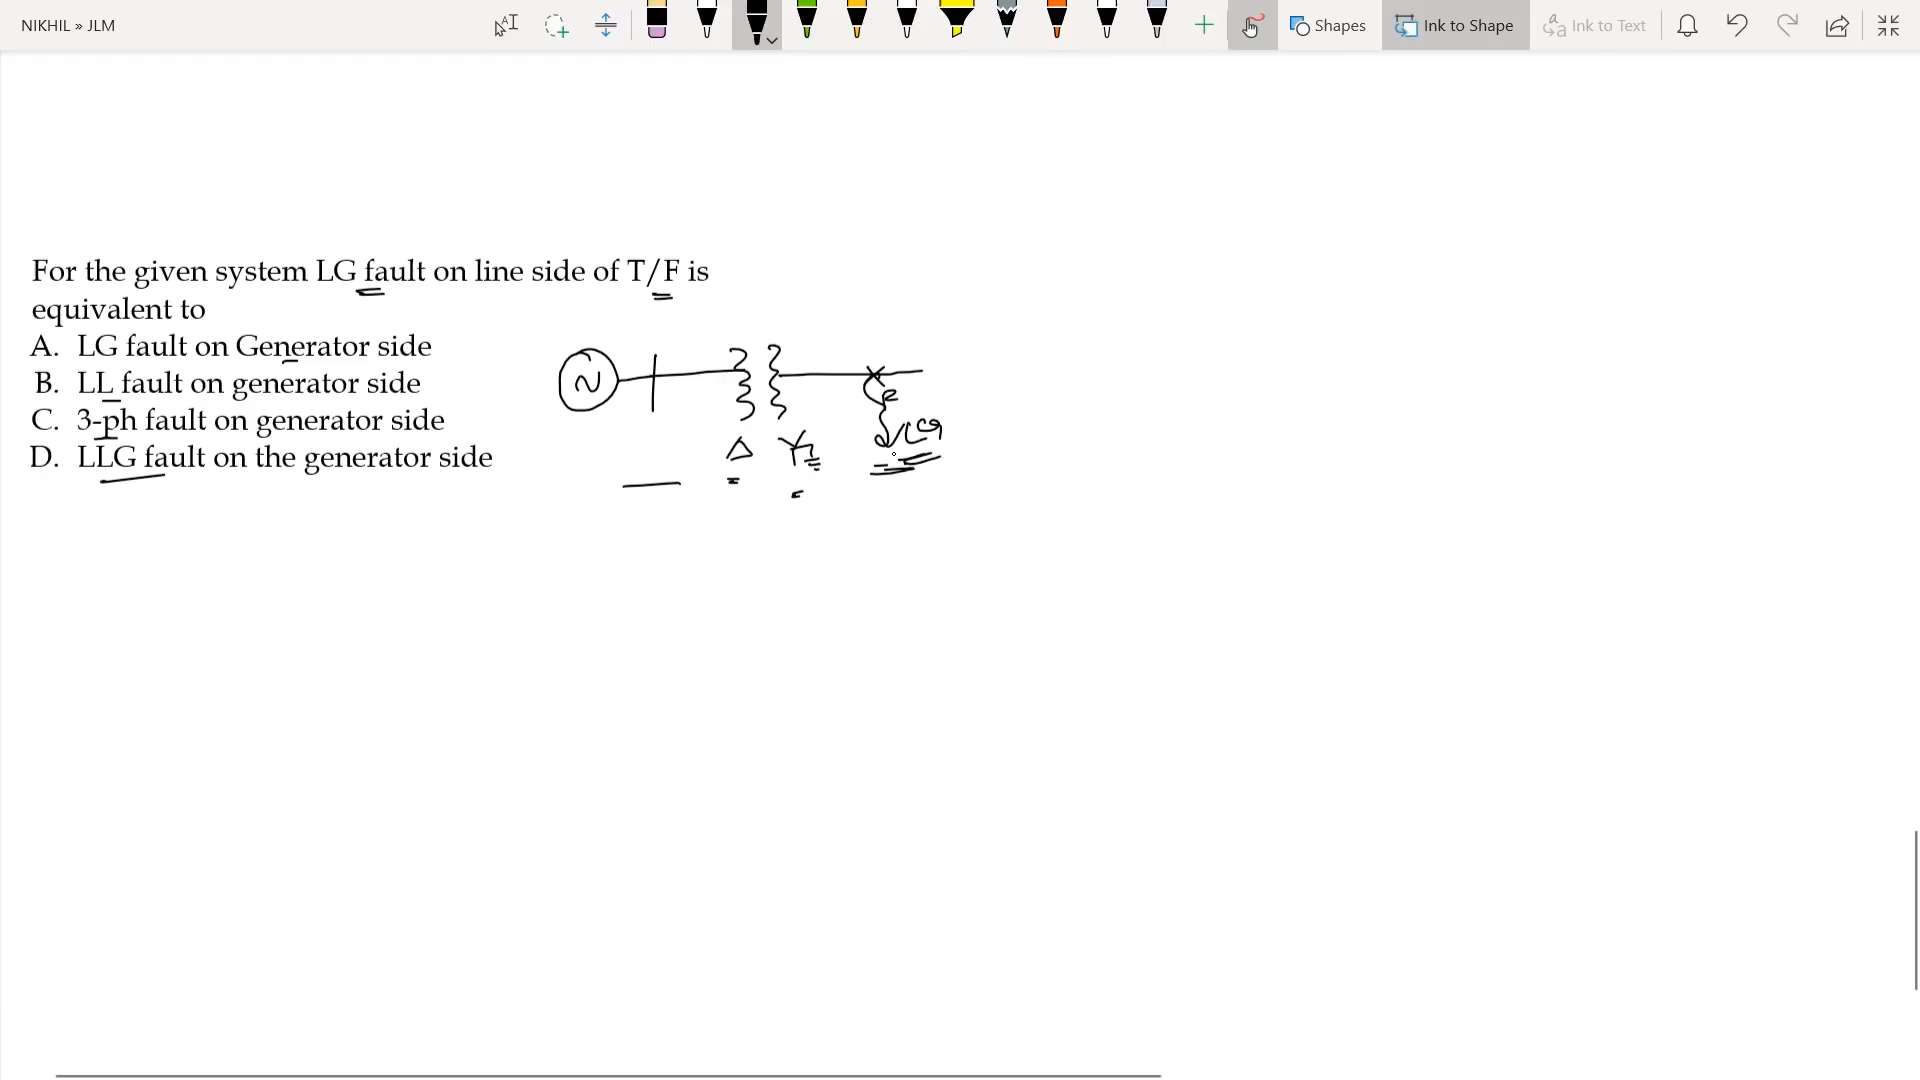 NIKHIL » JLM
Shapes
Ink to Shape
Ink to Text
For the given system LG fault on line side of T/F is
equivalent to
A. LG fault on Generator side
B. LL fault on generator side
C. 3-ph fault on generator side
D. LLG fault on the generator side
LG
Δ Y